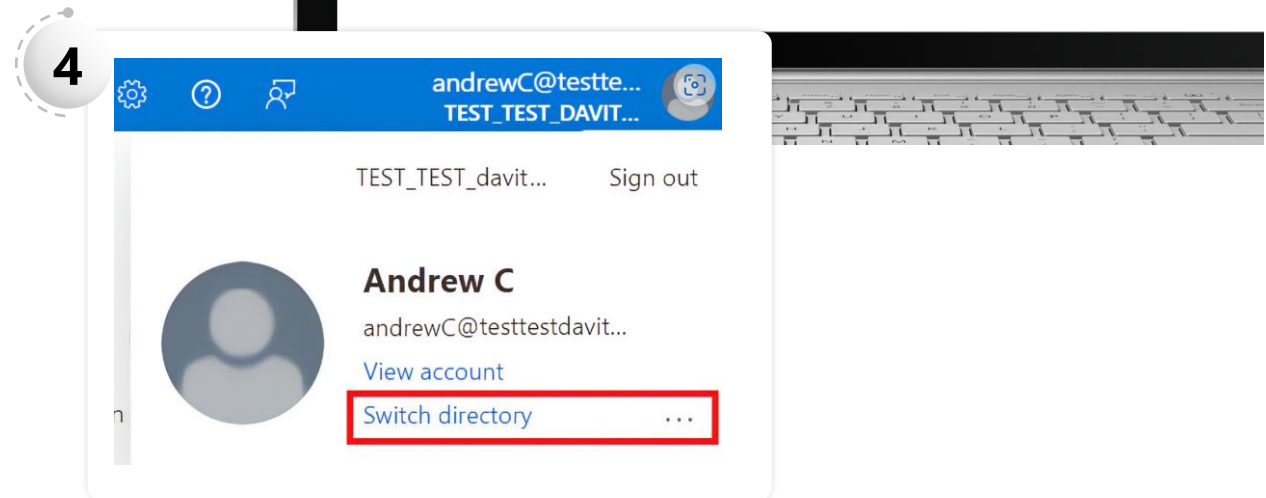 4
andrewC@testte...
TEST_TEST_DAVIT...
TEST_TEST_davit... Sign out
Andrew C
andrewC@testtestdavit...
View account
n
Switch directory ...